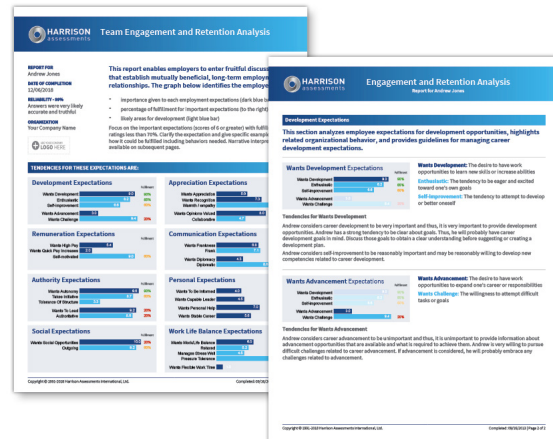 HARRISON
assessments
Team Engagement and Retention Analysis
REPORT FOR
Andrew Jones
DATE OF COMPLETION
12/06/2018
RELIABILITY - 99%
Answers were very likely
accurate and truthful
ORGANIZATION
Your Company Name
LOGO HERE
This report enables employers to enter fruitful
that establish mutually beneficial, long-term
relationships. The graph below identifies the
importance given to each employment expectations (dark blue
percentage of fulfillment for important expectations (to the right)
likely areas for development (light blue bar)
Focus on the important expectations (scores of 6 or greater) with
ratings less than 70%. Clarify the expectation and give specific
how it could be fulfilled including behaviors needed. Narrative
available on subsequent pages.
TENDENCIES FOR THESE EXPECTATIONS ARE:
Development Expectations
Wants Development
Enthusiastic
Self-improvement
Wants Advancement
Wants Challenge
Appreciation Expectations
Wants Appreciation
Wants Recognition
Warmth / empathy
Wants Opinions Valued
Collaborative
Remuneration Expectations
Wants High Pay
Wants Quick Pay Increases
Self-motivated
Communication Expectations
Wants Frankness
Frank
Wants Diplomacy
Diplomatic
Authority Expectations
Wants Autonomy
Takes Initiative
Tolerance Of Structure
Wants To Lead
Authoritative
Personal Expectations
Wants To Be Informed
Wants Capable Leader
Wants Personal Help
Wants Stable Career
Social Expectations
Wants Social Opportunities
Outgoing
Work Life Balance Expectations
Wants Work/Life Balance
Relaxed
Manages Stress Well
Pressure Tolerance
Wants Flexible Work Time
HARRISON
assessments
Engagement and Retention Analysis
Report for Andrew Jones
Development Expectations
This section analyzes employee expectations for development opportunities, highlights
related organizational behavior, and provides guidelines for managing career
development expectations.
Wants Development Expectations
Wants Development
Enthusiastic
Self-improvement
Wants Advancement
Wants Challenge
Wants Development: The desire to have work
opportunities to learn new skills or increase abilities
Enthusiastic: The tendency to be eager and excited
toward one's own goals
Self-improvement: The tendency to attempt to develop
or better oneself
Tendencies for Wants Development
Andrew considers career development to be very important and thus, it is very important to provide development
opportunities. Andrew has a strong tendency to be clear about goals. Thus, he will probably have career
development goals in mind. Discuss those goals to obtain a clear understanding before suggesting or creating a
development plan.
Andrew considers self-improvement to be reasonably important and may be reasonably willing to develop new
competencies related to career development.
Wants Advancement Expectations
Wants Development
Enthusiastic
Self-improvement
Wants Advancement
Wants Challenge
Wants Advancement: The desire to have work
opportunities to expand one's career or responsibilities
Wants Challenge: The willingness to attempt difficult
tasks or goals
Tendencies for Wants Advancement
Andrew considers career advancement to be unimportant and thus, it is unimportant to provide information about
advancement opportunities that are available and what is required to achieve them. Andrew is very willing to pursue
difficult challenges related to career advancement. If advancement is considered, he will probably embrace any
challenges related to advancement.